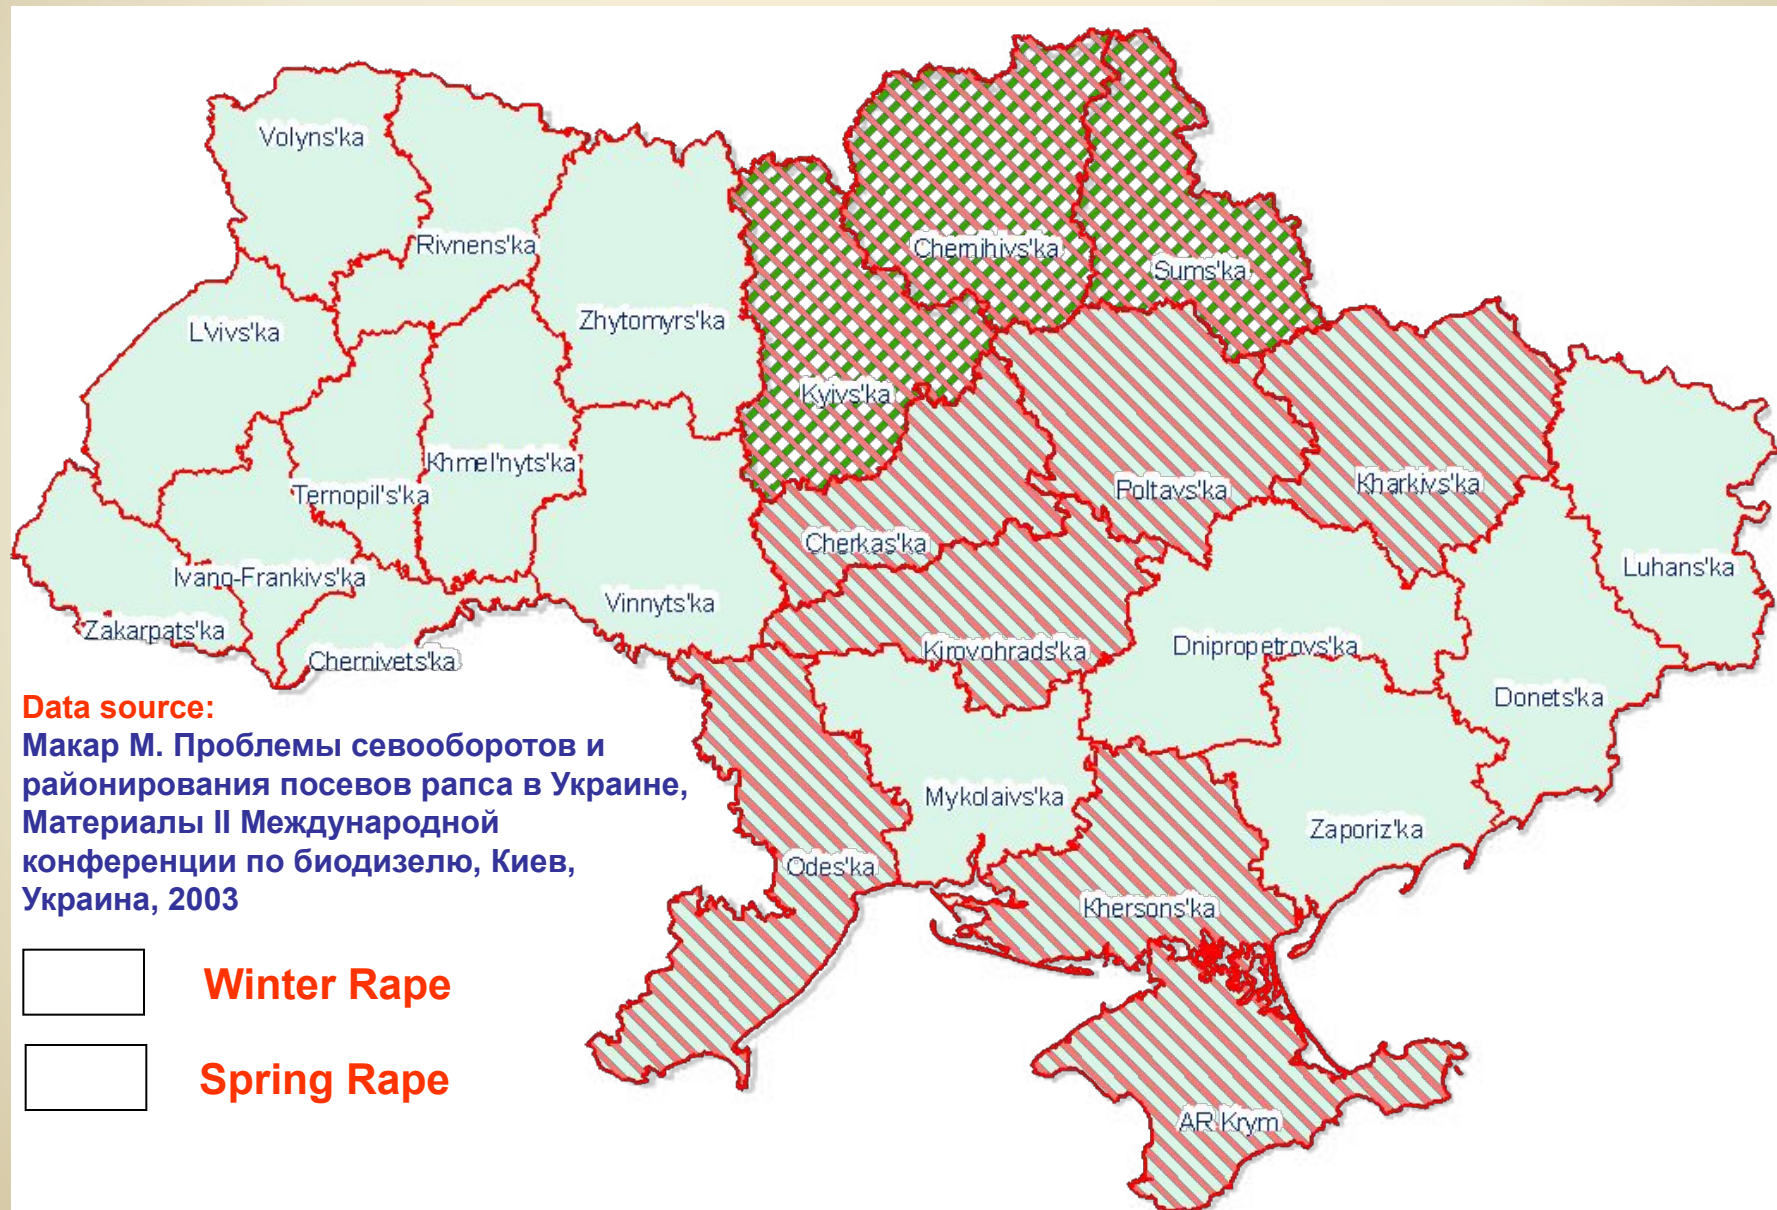 Volyns'ka
Rivnens'ka
Chernihivs'ka
Sums'ka
L'vivs'ka
Zhytomyrs'ka
Kyivs'ka
Khmel'nyts'ka
Ternopil's'ka
Poltavs'ka
Kharkivs'ka
Cherkas'ka
Ivano-Frankivs'ka
Luhans'ka
Vinnyts'ka
Zakarpats'ka
Chernivets'ka
Kirovohrads'ka
Dnipropetrovs'ka
Donets'ka
Mykolaivs'ka
Zaporiz'ka
Odes'ka
Khersons'ka
AR Krym
Data source:
Макар М. Проблемы севооборотов и
районирования посевов рапса в Украине,
Материалы II Международной
конференции по биодизелю, Киев,
Украина, 2003
Winter Rape
Spring Rape